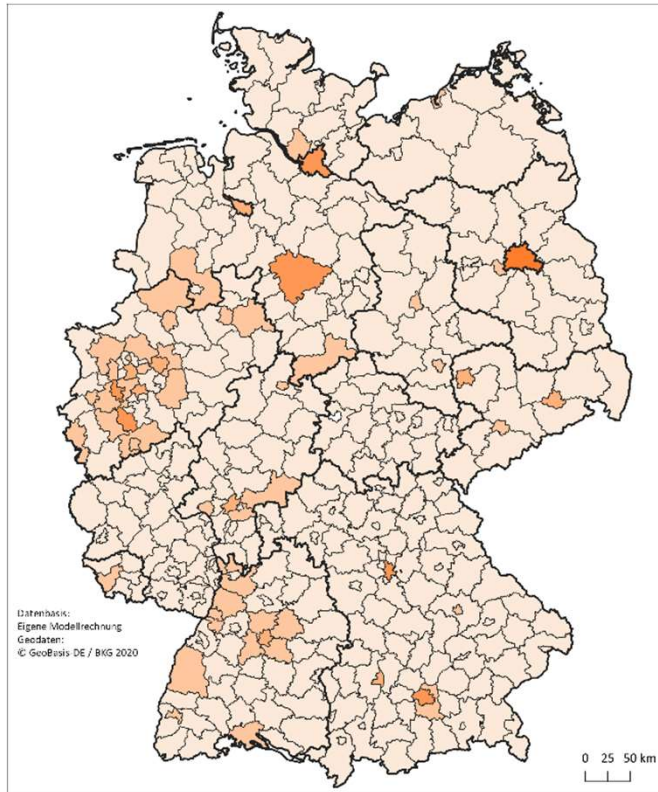 Datenbasis:
Eigene Modellrechnung
Geodaten:
© GeoBasis-DE / BKG 2020
0 25 50 km